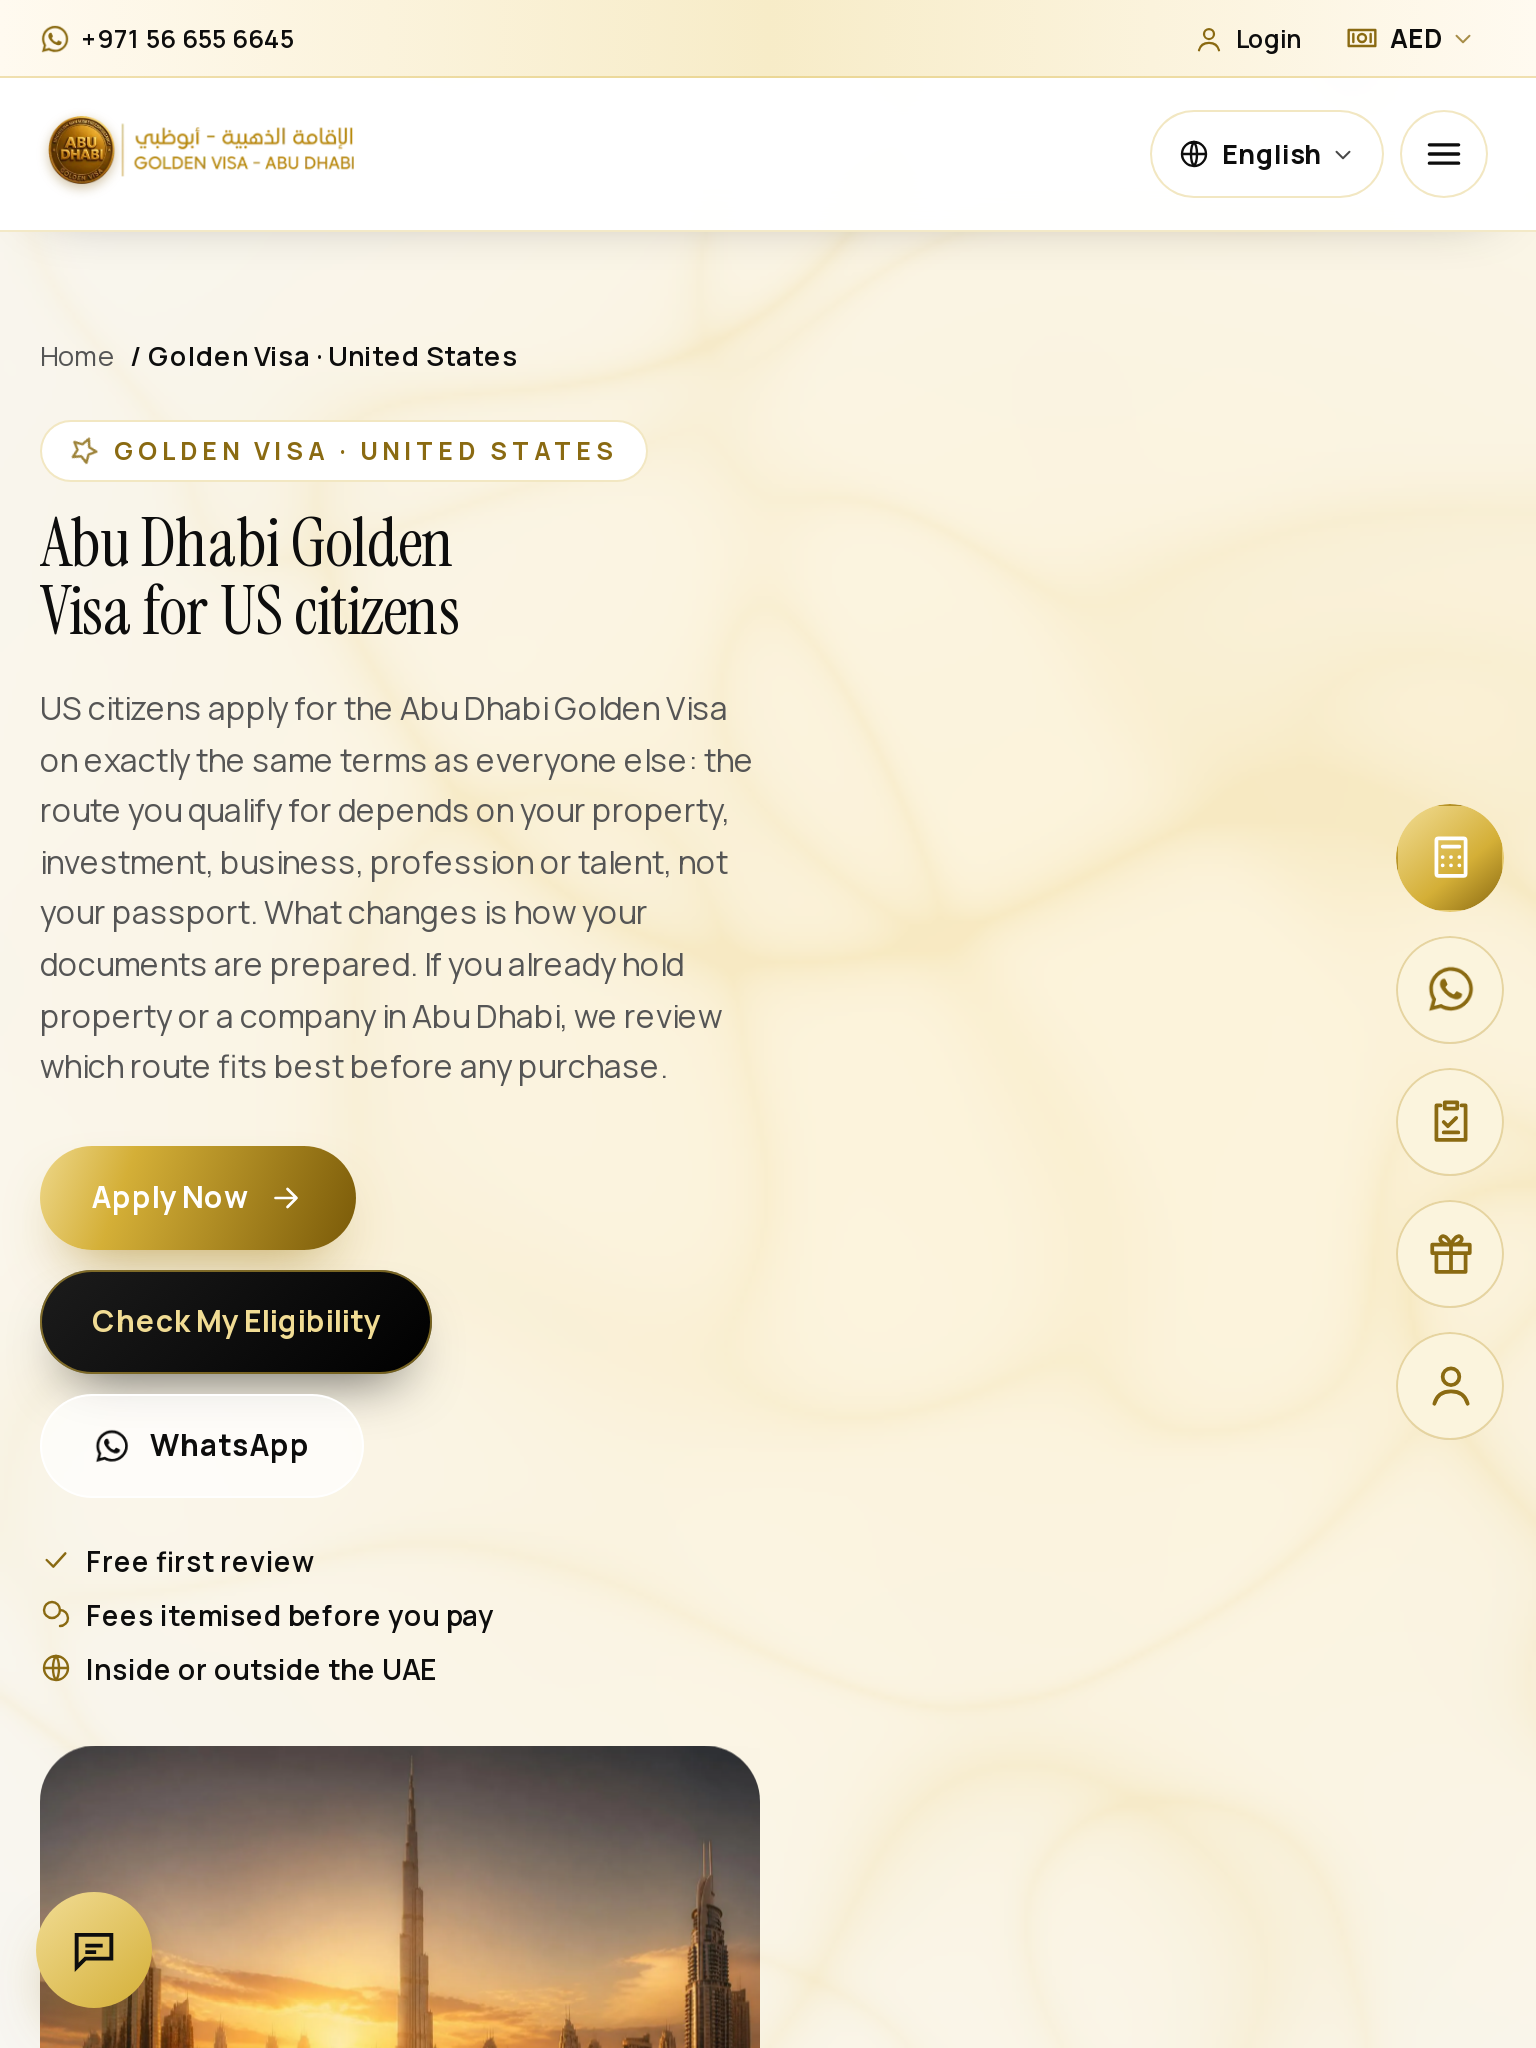 +971 56 655 6645
Login
AED
ABU DHABI
الإقامة الذهبية - أبوظبي
GOLDEN VISA - ABU DHABI
English
Home / Golden Visa · United States
GOLDEN VISA · UNITED STATES
Abu Dhabi Golden
Visa for US citizens
US citizens apply for the Abu Dhabi Golden Visa
on exactly the same terms as everyone else: the
route you qualify for depends on your property,
investment, business, profession or talent, not
your passport. What changes is how your
documents are prepared. If you already hold
property or a company in Abu Dhabi, we review
which route fits best before any purchase.
Apply Now
Check My Eligibility
WhatsApp
Free first review
Fees itemised before you pay
Inside or outside the UAE